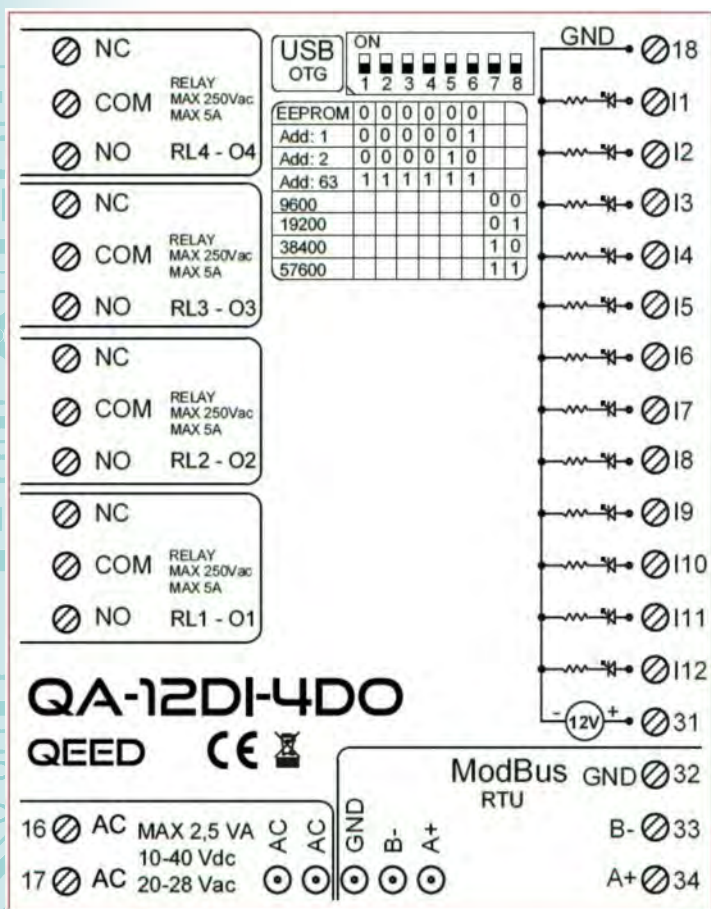 NC
COM RELAY MAX 250Vac MAX 5A
NO RL4 - O4
NC
COM RELAY MAX 250Vac MAX 5A
NO RL3 - O3
NC
COM RELAY MAX 250Vac MAX 5A
NO RL2 - O2
NC
COM RELAY MAX 250Vac MAX 5A
NO RL1 - O1
USB
OTG
ON
1 2 3 4 5 6 7 8
EEPROM 0 0 0 0 0 0
Add: 1 0 0 0 0 0 1
Add: 2 0 0 0 0 1 0
Add: 63 1 1 1 1 1 1
9600 0 0
19200 0 1
38400 1 0
57600 1 1
GND 18
I1
I2
I3
I4
I5
I6
I7
I8
I9
I10
I11
I12
- 12V + 31
QA-12DI-4DO
QEED CE
16 AC MAX 2,5 VA
10-40 Vdc
17 AC 20-28 Vac
AC AC GND B- A+
ModBus
RTU
GND 32
B- 33
A+ 34